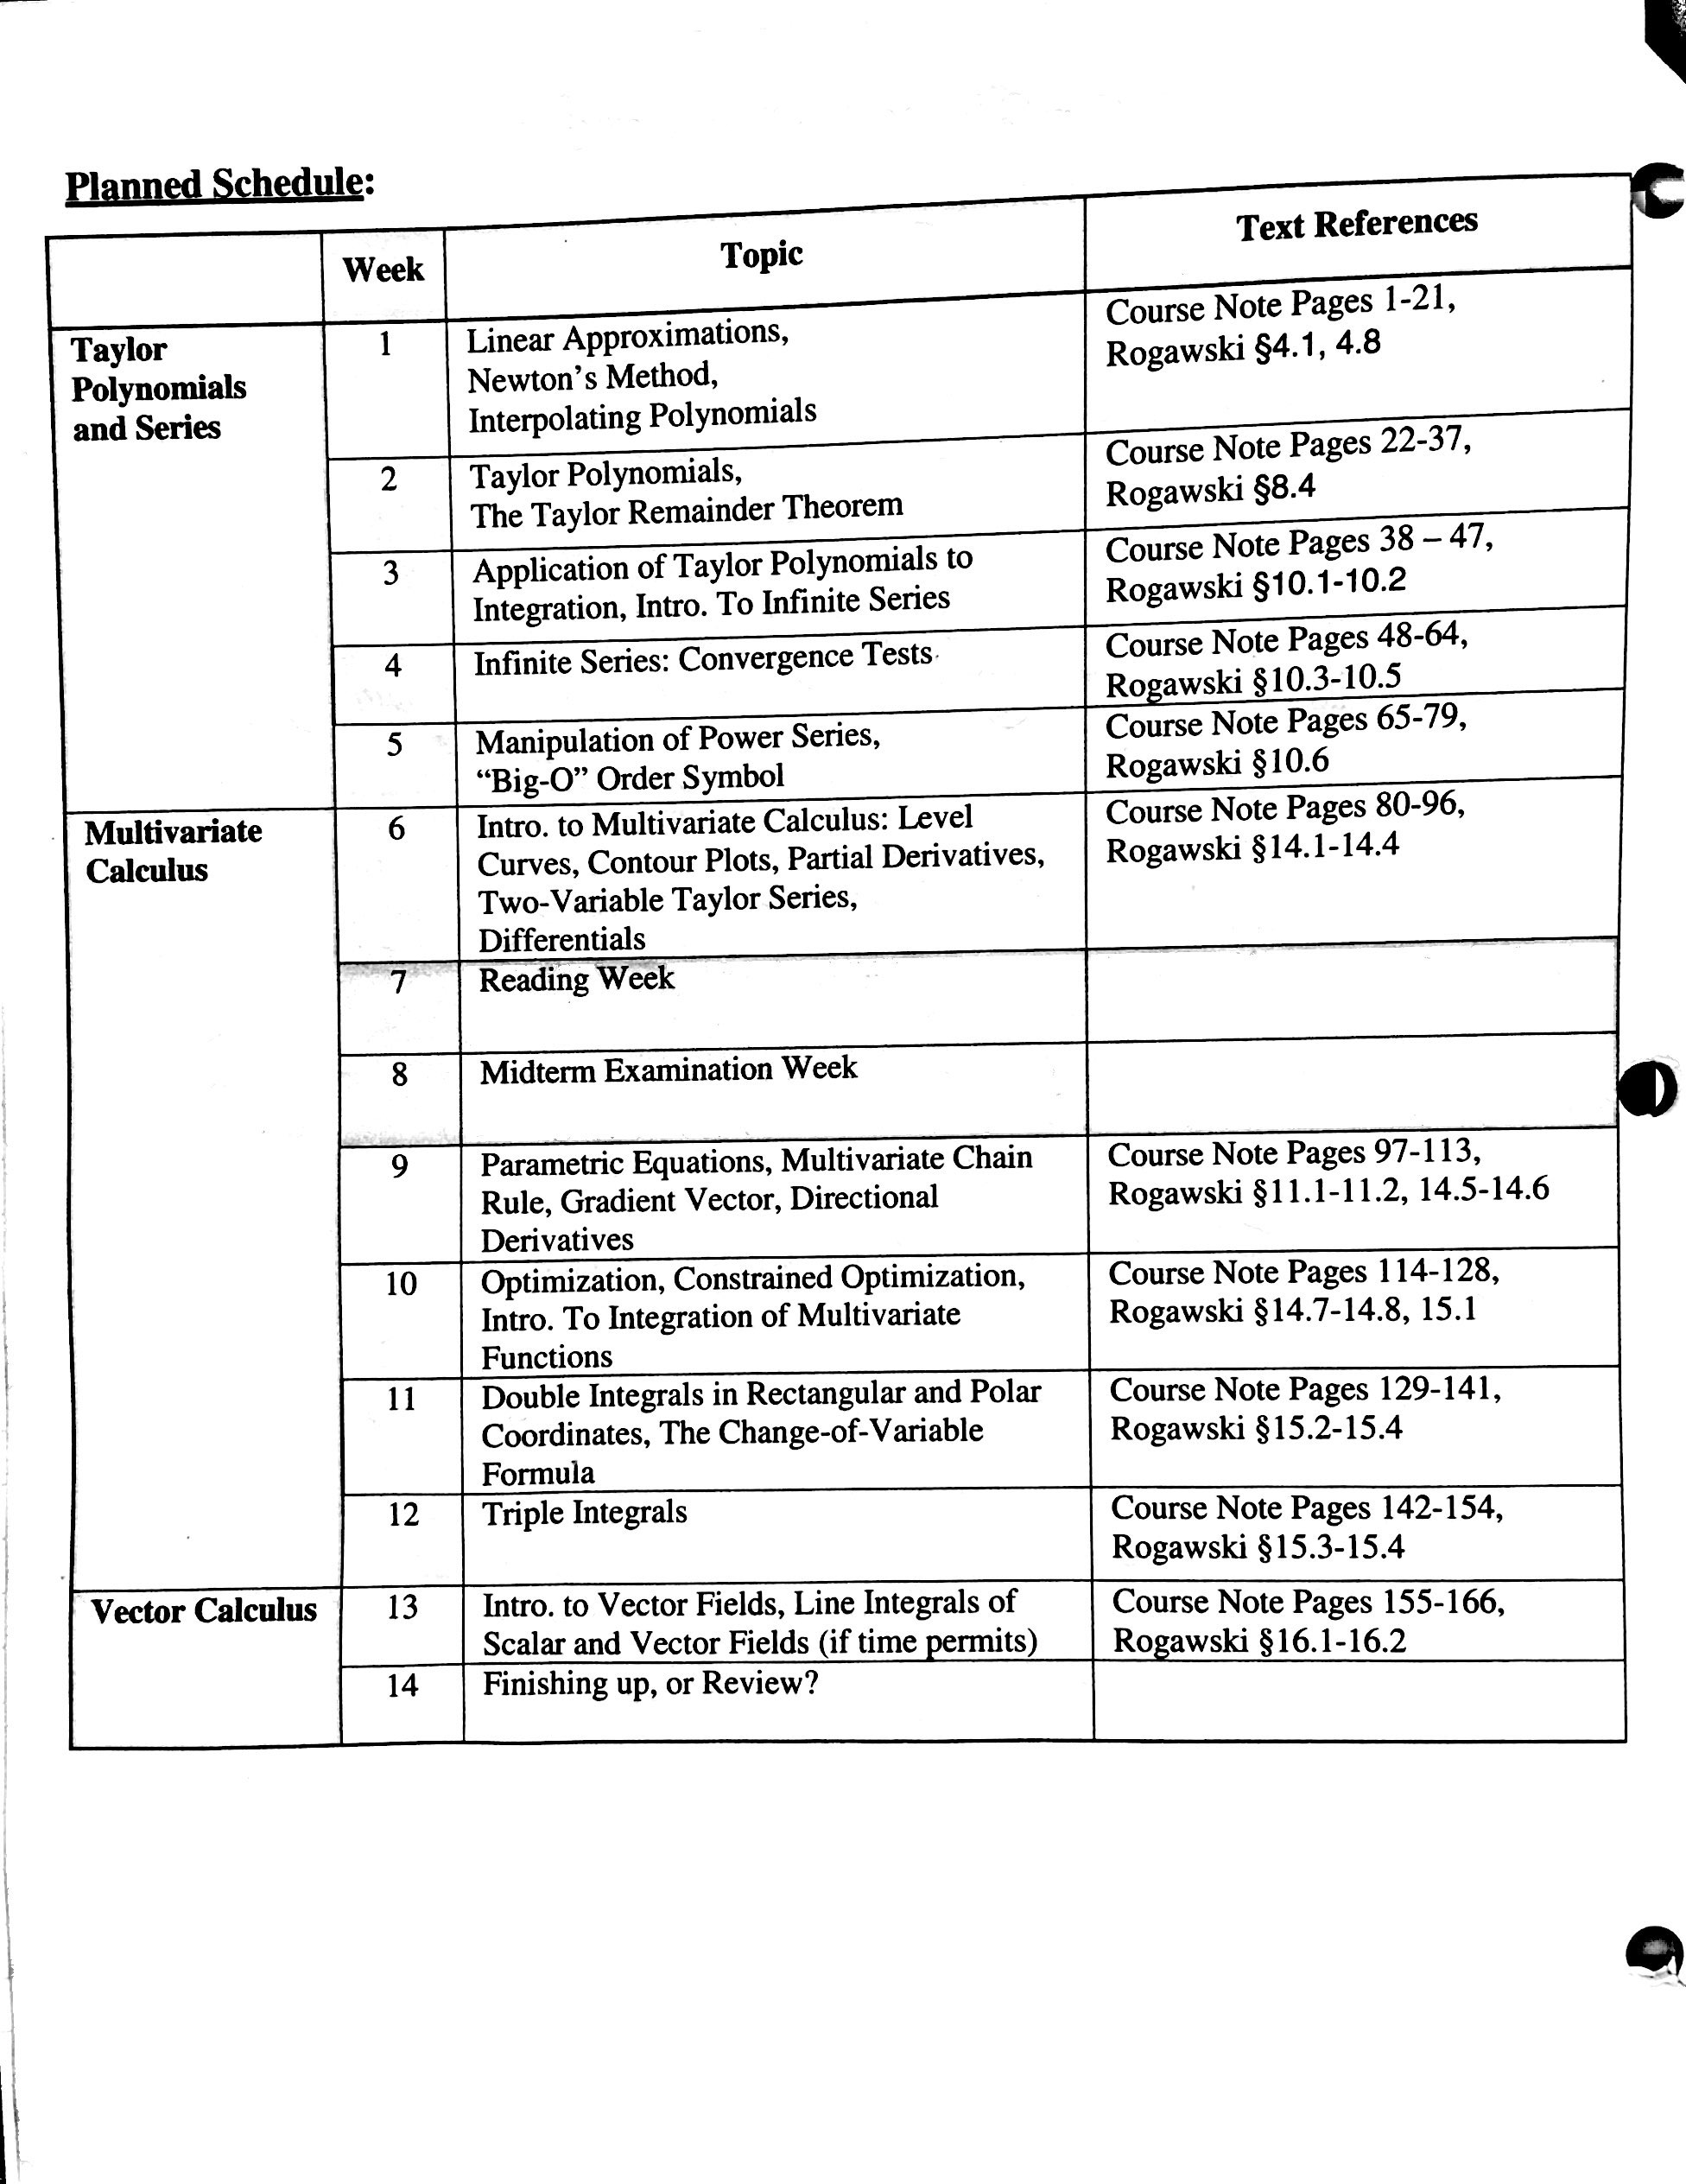 Planned Schedule:
Week
Topic
Text References
Taylor
Polynomials
and Series
1
Linear Approximations,
Newton's Method,
Interpolating Polynomials
Course Note Pages 1-21,
Rogawski §4.1, 4.8
2
Taylor Polynomials,
The Taylor Remainder Theorem
Course Note Pages 22-37,
Rogawski §8.4
3
Application of Taylor Polynomials to
Integration, Intro. To Infinite Series
Course Note Pages 38 – 47,
Rogawski §10.1-10.2
4
Infinite Series: Convergence Tests
Course Note Pages 48-64,
Rogawski §10.3-10.5
5
Manipulation of Power Series,
“Big-O” Order Symbol
Course Note Pages 65-79,
Rogawski §10.6
Multivariate
Calculus
6
Intro. to Multivariate Calculus: Level
Curves, Contour Plots, Partial Derivatives,
Two-Variable Taylor Series,
Differentials
Course Note Pages 80-96,
Rogawski §14.1-14.4
7
Reading Week
8
Midterm Examination Week
9
Parametric Equations, Multivariate Chain
Rule, Gradient Vector, Directional
Derivatives
Course Note Pages 97-113,
Rogawski §11.1-11.2, 14.5-14.6
10
Optimization, Constrained Optimization,
Intro. To Integration of Multivariate
Functions
Course Note Pages 114-128,
Rogawski §14.7-14.8, 15.1
11
Double Integrals in Rectangular and Polar
Coordinates, The Change-of-Variable
Formula
Course Note Pages 129-141,
Rogawski §15.2-15.4
12
Triple Integrals
Course Note Pages 142-154,
Rogawski §15.3-15.4
Vector Calculus
13
Intro. to Vector Fields, Line Integrals of
Scalar and Vector Fields (if time permits)
Course Note Pages 155-166,
Rogawski §16.1-16.2
14
Finishing up, or Review?